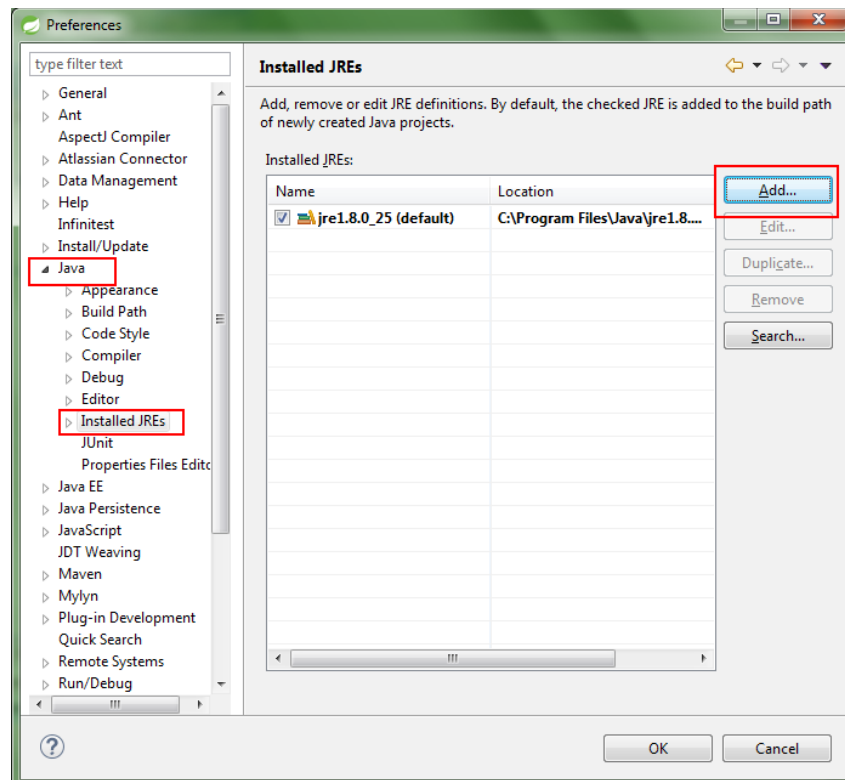 Preferences
type filter text
General
Ant
AspectJ Compiler
Atlassian Connector
Data Management
Help
Infinitest
Install/Update
Java
Appearance
Build Path
Code Style
Compiler
Debug
Editor
Installed JREs
JUnit
Properties Files Editc
Java EE
Java Persistence
JavaScript
JDT Weaving
Maven
Mylyn
Plug-in Development
Quick Search
Remote Systems
Run/Debug
Installed JREs
Add, remove or edit JRE definitions. By default, the checked JRE is added to the build path
of newly created Java projects.
Installed JREs:
Name Location
jre1.8.0_25 (default) C:\Program Files\Java\jre1.8....
Add...
Edit...
Duplicate...
Remove
Search...
OK Cancel